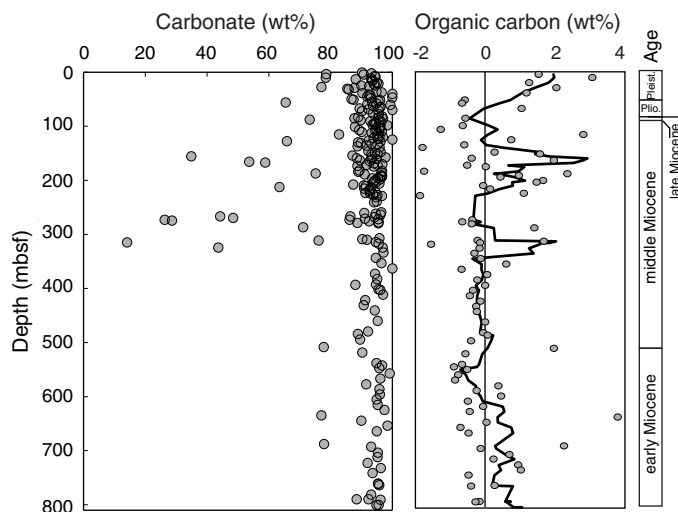 Carbonate (wt%) Organic carbon (wt%)
0 20 40 60 80 100 -2 0 2 4 Age
0
100
200
300
400
500
600
700
800
Depth (mbsf)
Pleist.
Plio.
late Miocene
middle Miocene
early Miocene